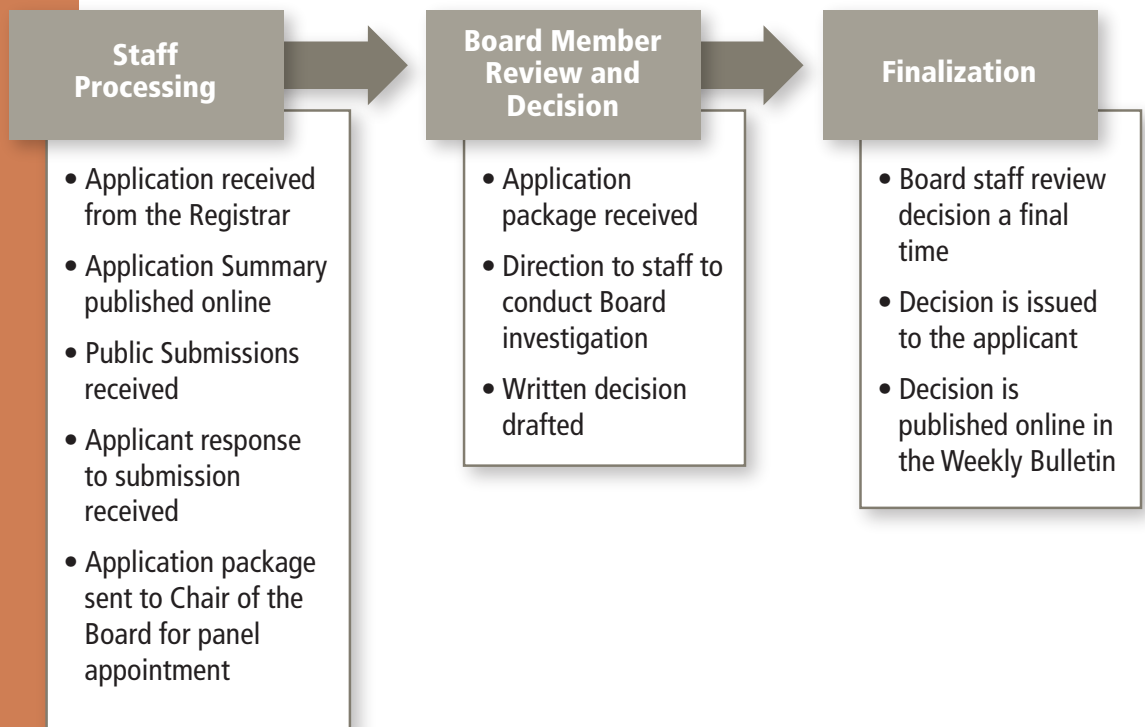 Staff
Processing
• Application received
from the Registrar
• Application Summary
published online
• Public Submissions
received
• Applicant response
to submission
received
• Application package
sent to Chair of the
Board for panel
appointment
Board Member
Review and
Decision
• Application
package received
• Direction to staff to
conduct Board
investigation
• Written decision
drafted
Finalization
• Board staff review
decision a final
time
• Decision is issued
to the applicant
• Decision is
published online in
the Weekly Bulletin